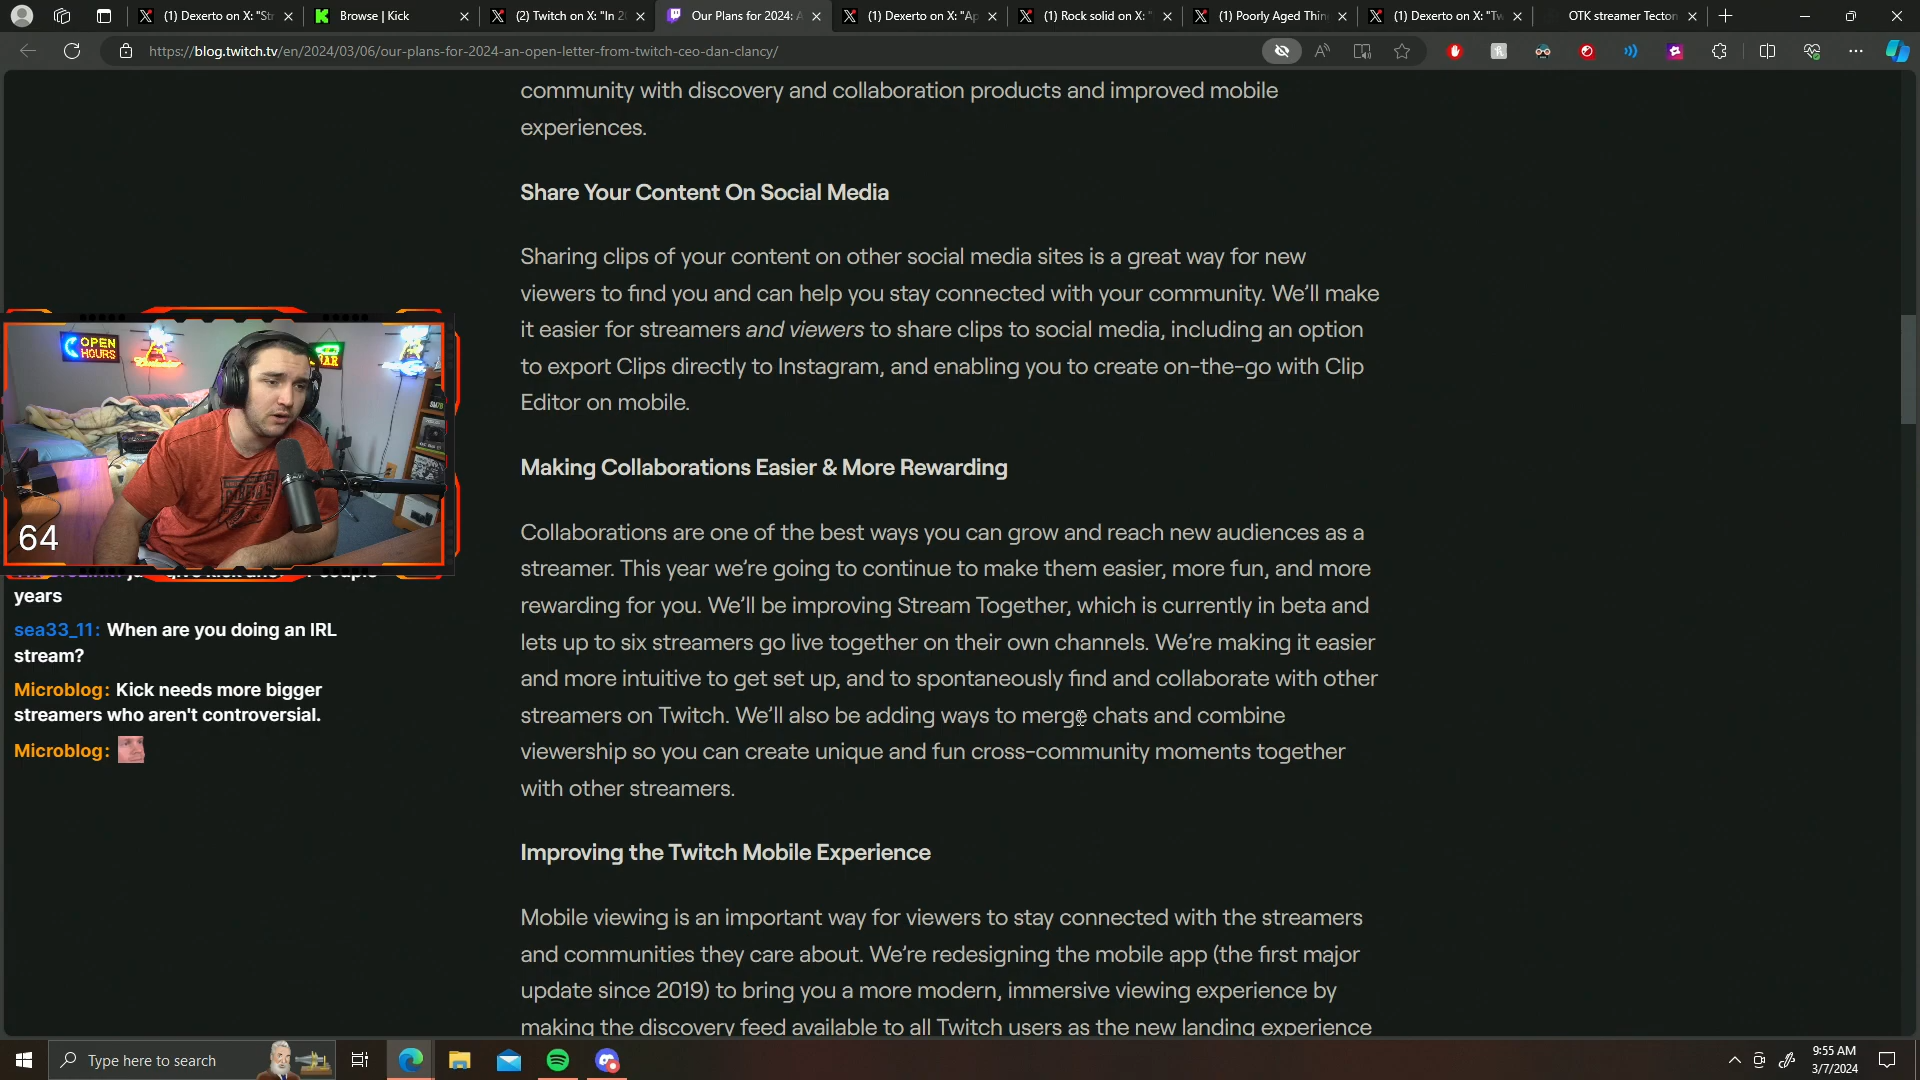 (1) Dexerto on X: "Str
Browse | Kick
(2) Twitch on X: "In 2
Our Plans for 2024: A
(1) Dexerto on X: "Ap
(1) Rock solid on X: "
(1) Poorly Aged Thin
(1) Dexerto on X: "Tw
OTK streamer Tecton
https://blog.twitch.tv/en/2024/03/06/our-plans-for-2024-an-open-letter-from-twitch-ceo-dan-clancy/
community with discovery and collaboration products and improved mobile
experiences.
Share Your Content On Social Media
Sharing clips of your content on other social media sites is a great way for new
viewers to find you and can help you stay connected with your community. We'll make
it easier for streamers and viewers to share clips to social media, including an option
to export Clips directly to Instagram, and enabling you to create on-the-go with Clip
Editor on mobile.
Making Collaborations Easier & More Rewarding
Collaborations are one of the best ways you can grow and reach new audiences as a
streamer. This year we're going to continue to make them easier, more fun, and more
rewarding for you. We'll be improving Stream Together, which is currently in beta and
lets up to six streamers go live together on their own channels. We're making it easier
and more intuitive to get set up, and to spontaneously find and collaborate with other
streamers on Twitch. We'll also be adding ways to merge chats and combine
viewership so you can create unique and fun cross-community moments together
with other streamers.
Improving the Twitch Mobile Experience
Mobile viewing is an important way for viewers to stay connected with the streamers
and communities they care about. We're redesigning the mobile app (the first major
update since 2019) to bring you a more modern, immersive viewing experience by
making the discovery feed available to all Twitch users as the new landing experience
OPEN
HOURS
BAR
64
couple
years
sea33_11: When are you doing an IRL
stream?
Microblog: Kick needs more bigger
streamers who aren't controversial.
Microblog:
Type here to search
9:55 AM
3/7/2024